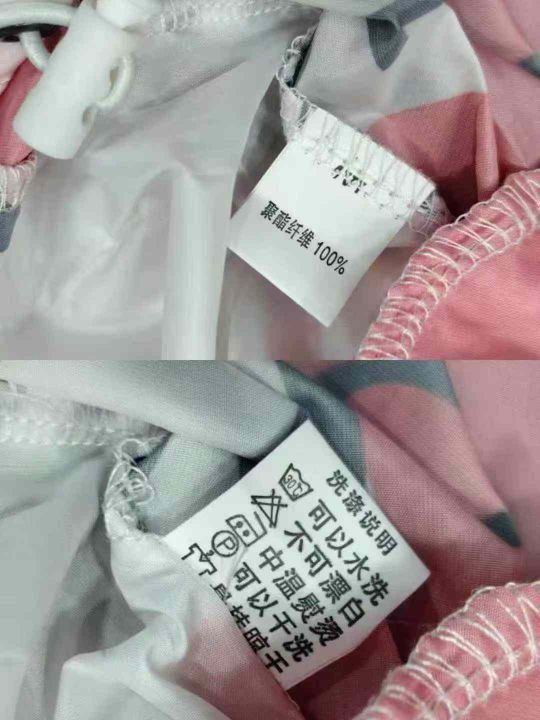 聚酯纤维 100%
洗涤说明
30℃ 可以水洗
不可漂白
中温熨烫
P 可以干洗